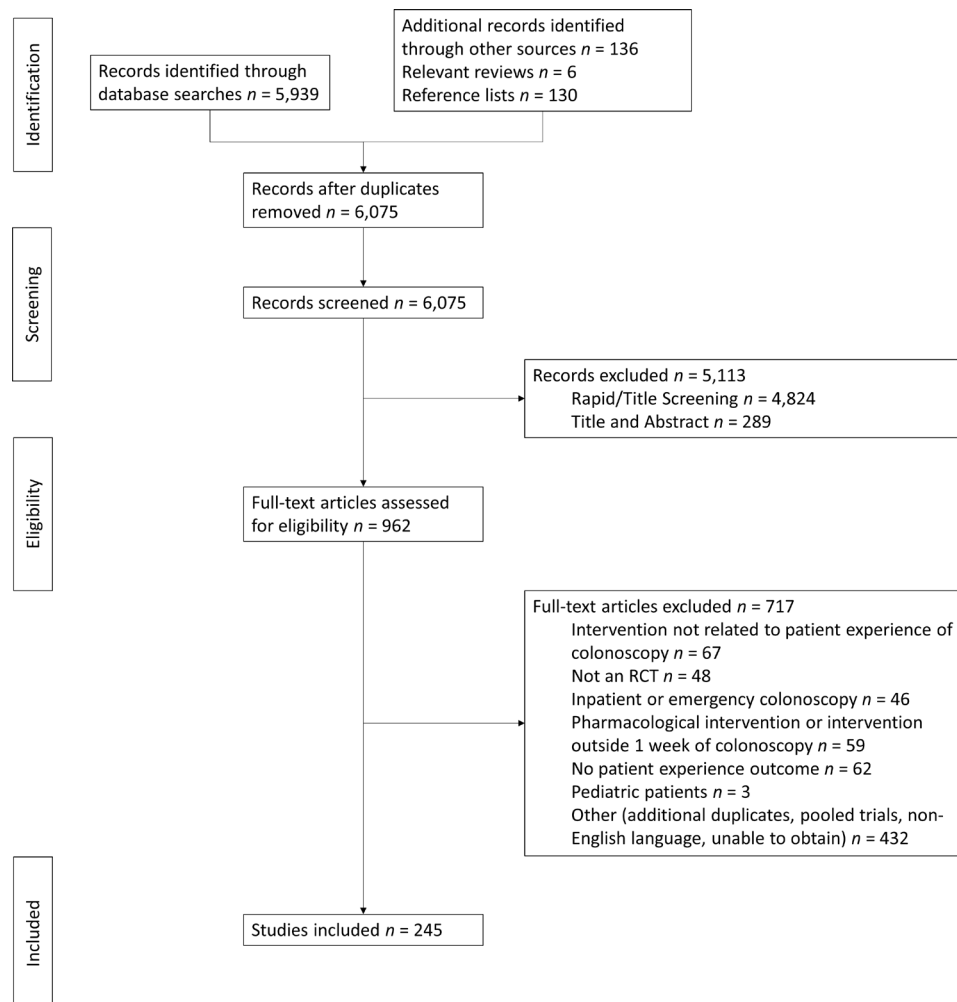 Identification
Records identified through
database searches n = 5,939
Additional records identified
through other sources n = 136
Relevant reviews n = 6
Reference lists n = 130
Records after duplicates
removed n = 6,075
Screening
Records screened n = 6,075
Records excluded n = 5,113
Rapid/Title Screening n = 4,824
Title and Abstract n = 289
Eligibility
Full-text articles assessed
for eligibility n = 962
Full-text articles excluded n = 717
Intervention not related to patient experience of
colonoscopy n = 67
Not an RCT n = 48
Inpatient or emergency colonoscopy n = 46
Pharmacological intervention or intervention
outside 1 week of colonoscopy n = 59
No patient experience outcome n = 62
Pediatric patients n = 3
Other (additional duplicates, pooled trials, non-
English language, unable to obtain) n = 432
Included
Studies included n = 245